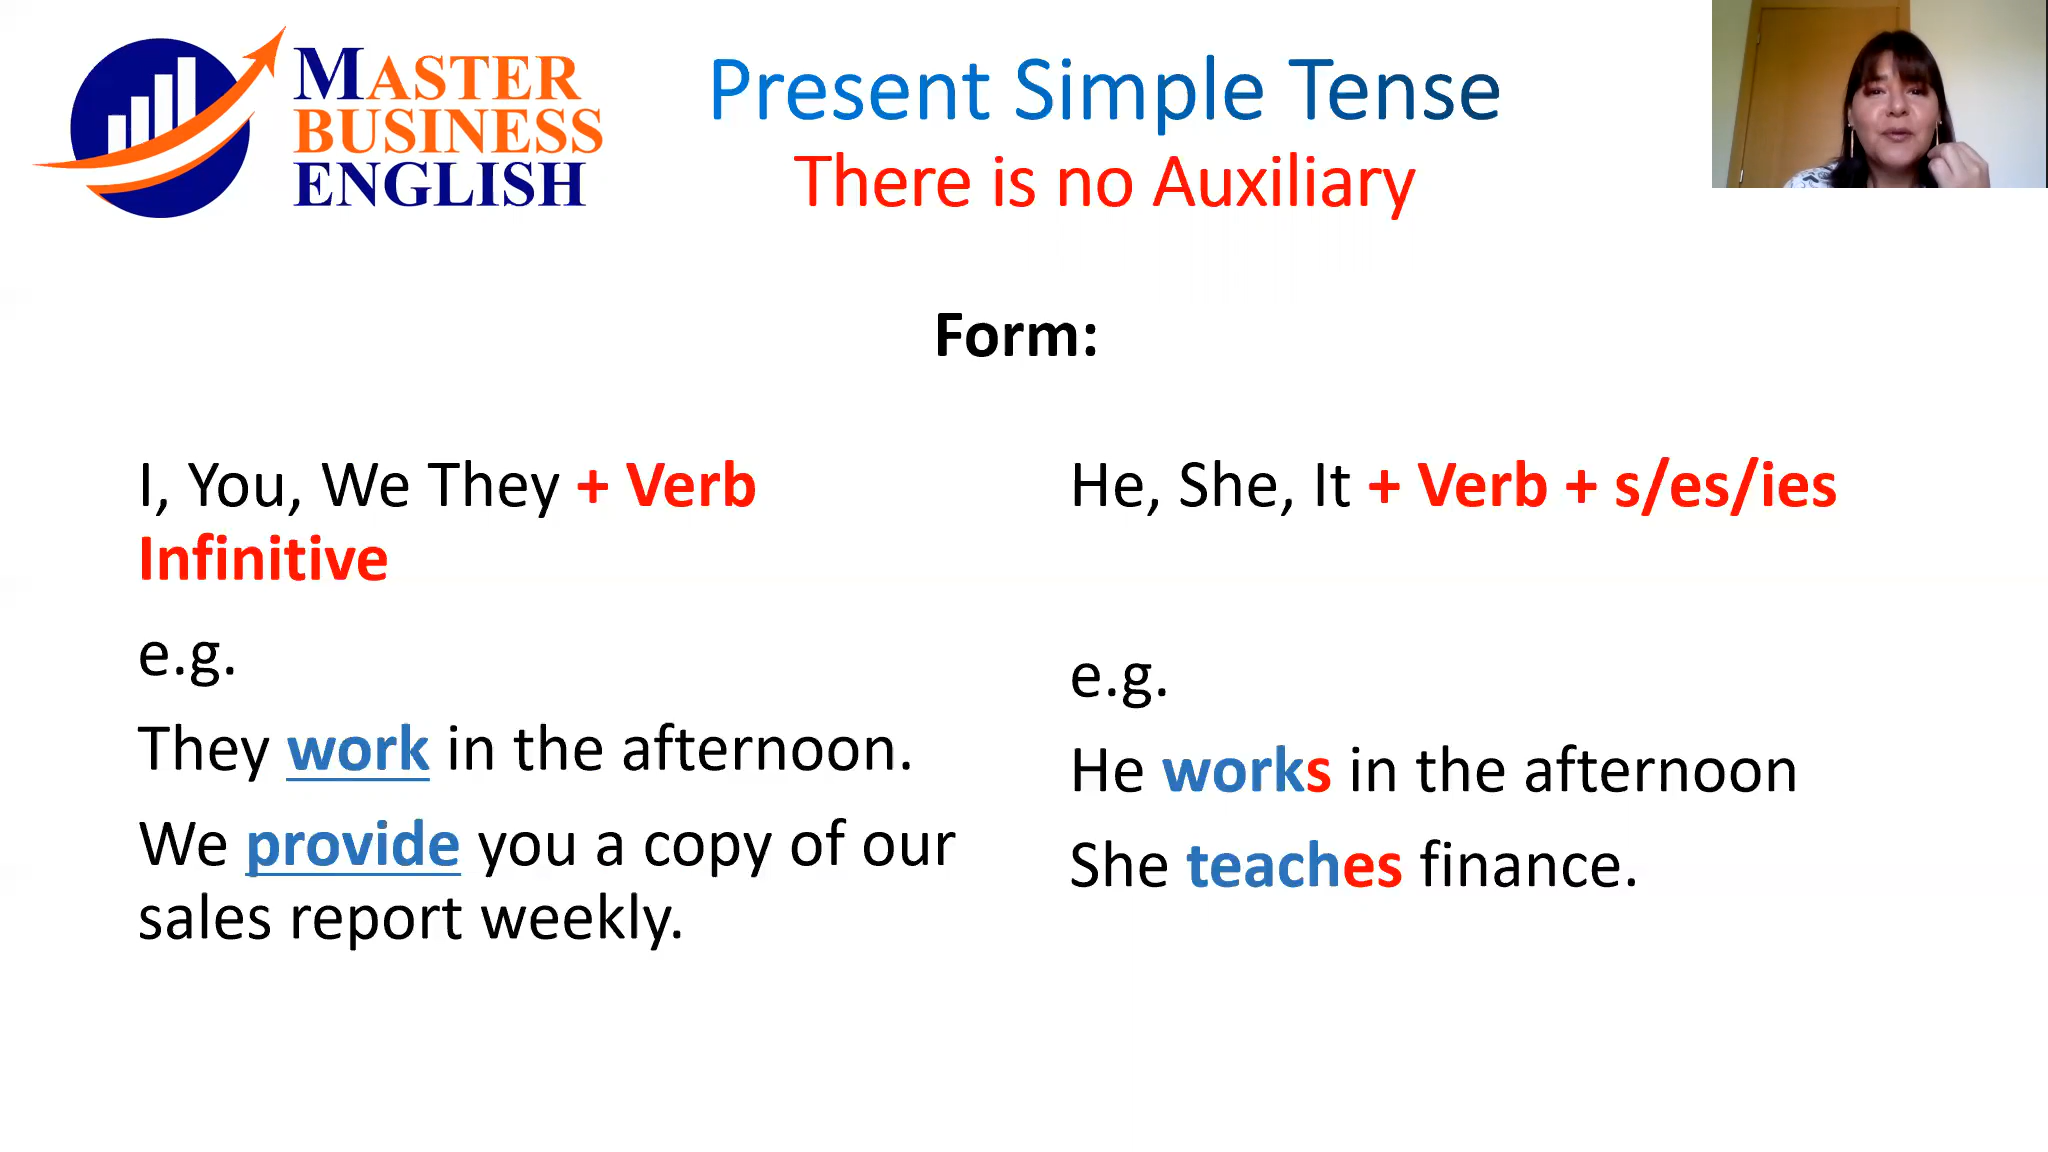 MASTER
BUSINESS
ENGLISH
Present Simple Tense
There is no Auxiliary
Form:
I, You, We They + Verb
Infinitive
e.g.
They work in the afternoon.
We provide you a copy of our
sales report weekly.
He, She, It + Verb + s/es/ies
e.g.
He works in the afternoon
She teaches finance.